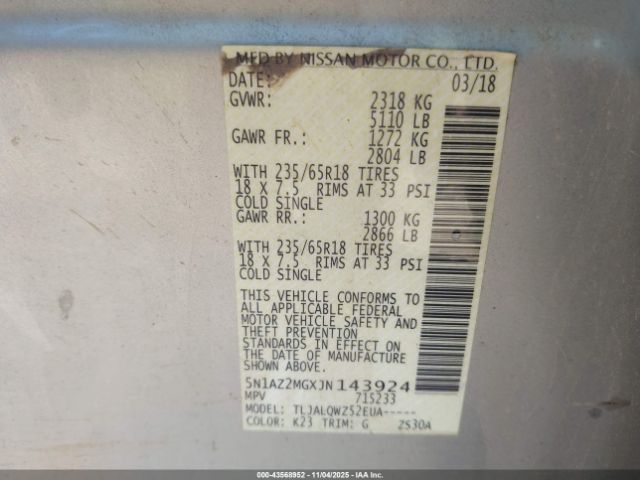 MFD BY NISSAN MOTOR CO., LTD.
DATE: 03/18
GVWR: 2318 KG
5110 LB
GAWR FR.: 1272 KG
2804 LB
WITH 235/65R18 TIRES
18 X 7.5 RIMS AT 33 PSI
COLD SINGLE
GAWR RR.: 1300 KG
2866 LB
WITH 235/65R18 TIRES
18 X 7.5 RIMS AT 33 PSI
COLD SINGLE
THIS VEHICLE CONFORMS TO
ALL APPLICABLE FEDERAL
MOTOR VEHICLE SAFETY AND
THEFT PREVENTION
STANDARDS IN EFFECT ON
THE DATE OF MANUFACTURE
SHOWN ABOVE.
5N1AZ2MGXJN143924
MPV 715233
MODEL: TLJALQWZ52EUA-----
COLOR: K23 TRIM: G ZS30A
000-43568952 - 11/04/2025 - IAAI.com